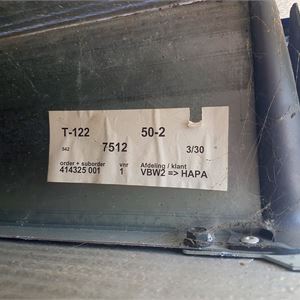 T-122 50-2
542 7512 3/30
order + suborder vnr Afdeling / klant
414325 001 1 VBW2 => HAPA